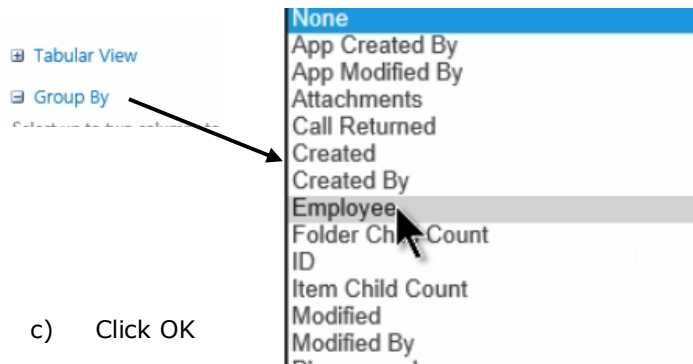 Tabular View
Group By
None
App Created By
App Modified By
Attachments
Call Returned
Created
Created By
Employee
Folder Child Count
ID
Item Child Count
Modified
Modified By
c) Click OK